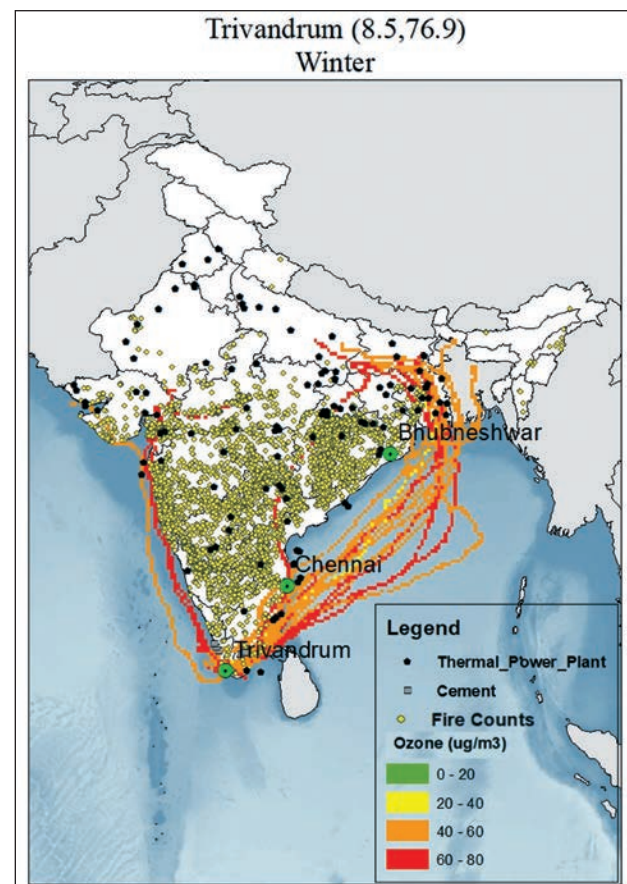 Trivandrum (8.5,76.9)
Winter
Bhubneshwar
Chennai
Trivandrum
Legend
Thermal_Power_Plant
Cement
Fire Counts
Ozone (ug/m3)
0 - 20
20 - 40
40 - 60
60 - 80